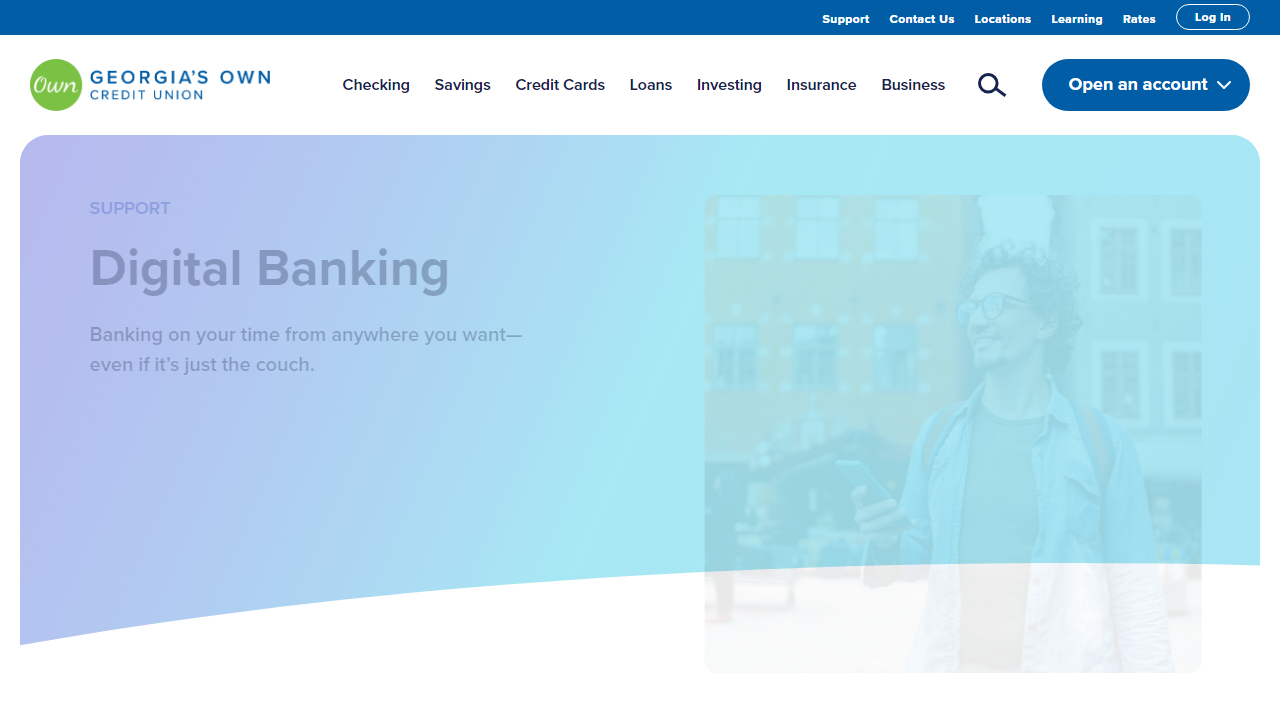 Support Contact Us Locations Learning Rates Log In
Own GEORGIA'S OWN
CREDIT UNION
Checking Savings Credit Cards Loans Investing Insurance Business Open an account
SUPPORT
Digital Banking
Banking on your time from anywhere you want—
even if it's just the couch.